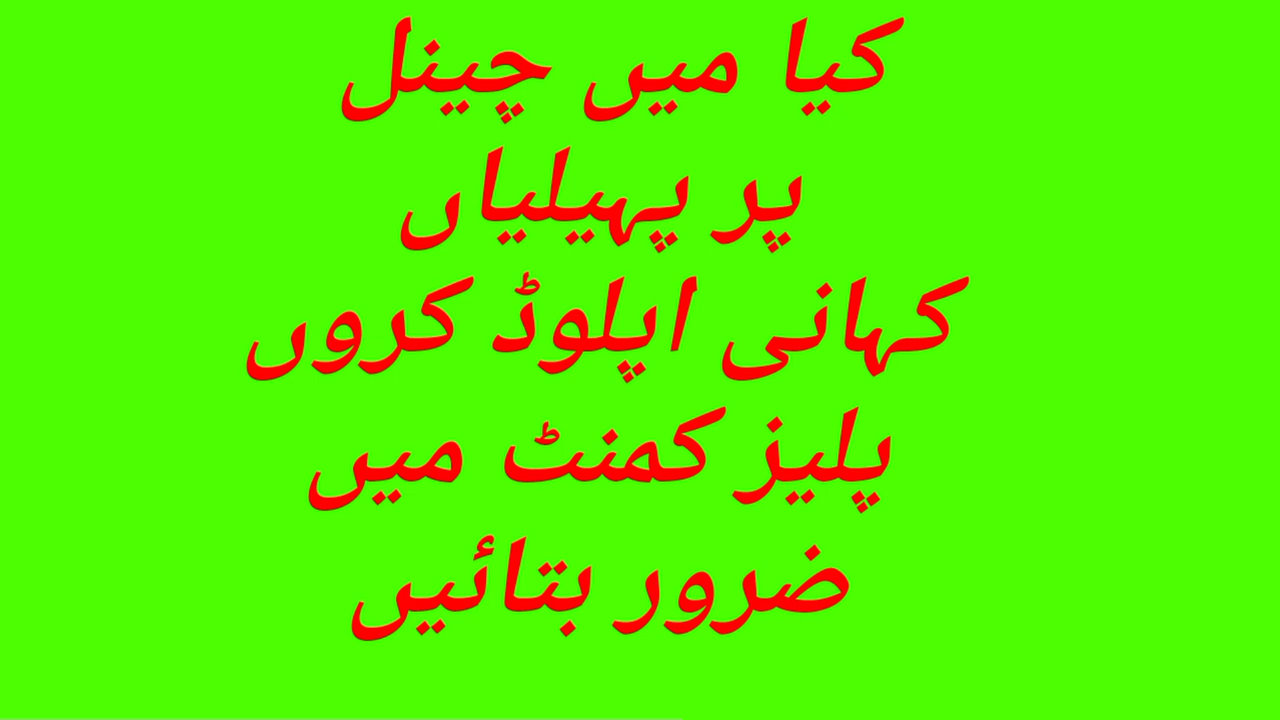 کیا میں چینل
پر پہیلیاں
کہانی اپلوڈ کروں
پلیز کمنٹ میں
ضرور بتائیں